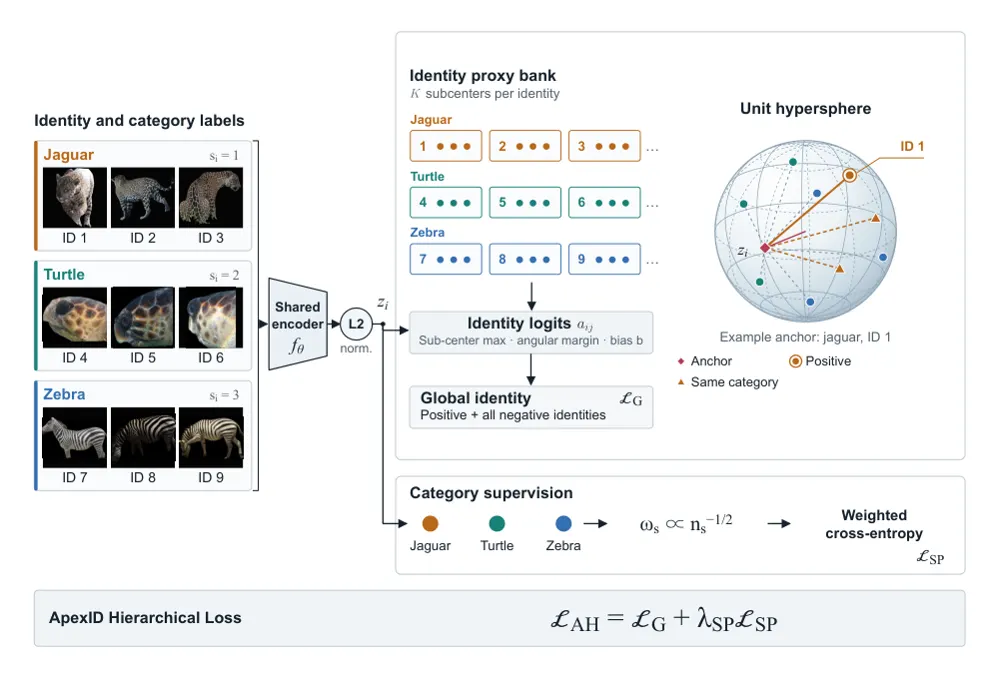 Identity and category labels
Jaguar
s_i = 1
ID 1
ID 2
ID 3
Turtle
s_i = 2
ID 4
ID 5
ID 6
Zebra
s_i = 3
ID 7
ID 8
ID 9
Shared
encoder
f_θ
L2
norm.
z_i
Identity proxy bank
K subcenters per identity
Jaguar
1 ● ● ● 2 ● ● ● 3 ● ● ● ...
Turtle
4 ● ● ● 5 ● ● ● 6 ● ● ● ...
Zebra
7 ● ● ● 8 ● ● ● 9 ● ● ● ...
Identity logits a_ij
Sub-center max · angular margin · bias b
Global identity ℒ_G
Positive + all negative identities
Unit hypersphere
ID 1
z_i
Example anchor: jaguar, ID 1
Anchor
Positive
Same category
Category supervision
Jaguar
Turtle
Zebra
ω_s ∝ n_s^−1/2
Weighted
cross-entropy
ℒ_SP
ApexID Hierarchical Loss
ℒ_AH = ℒ_G + λ_SP ℒ_SP